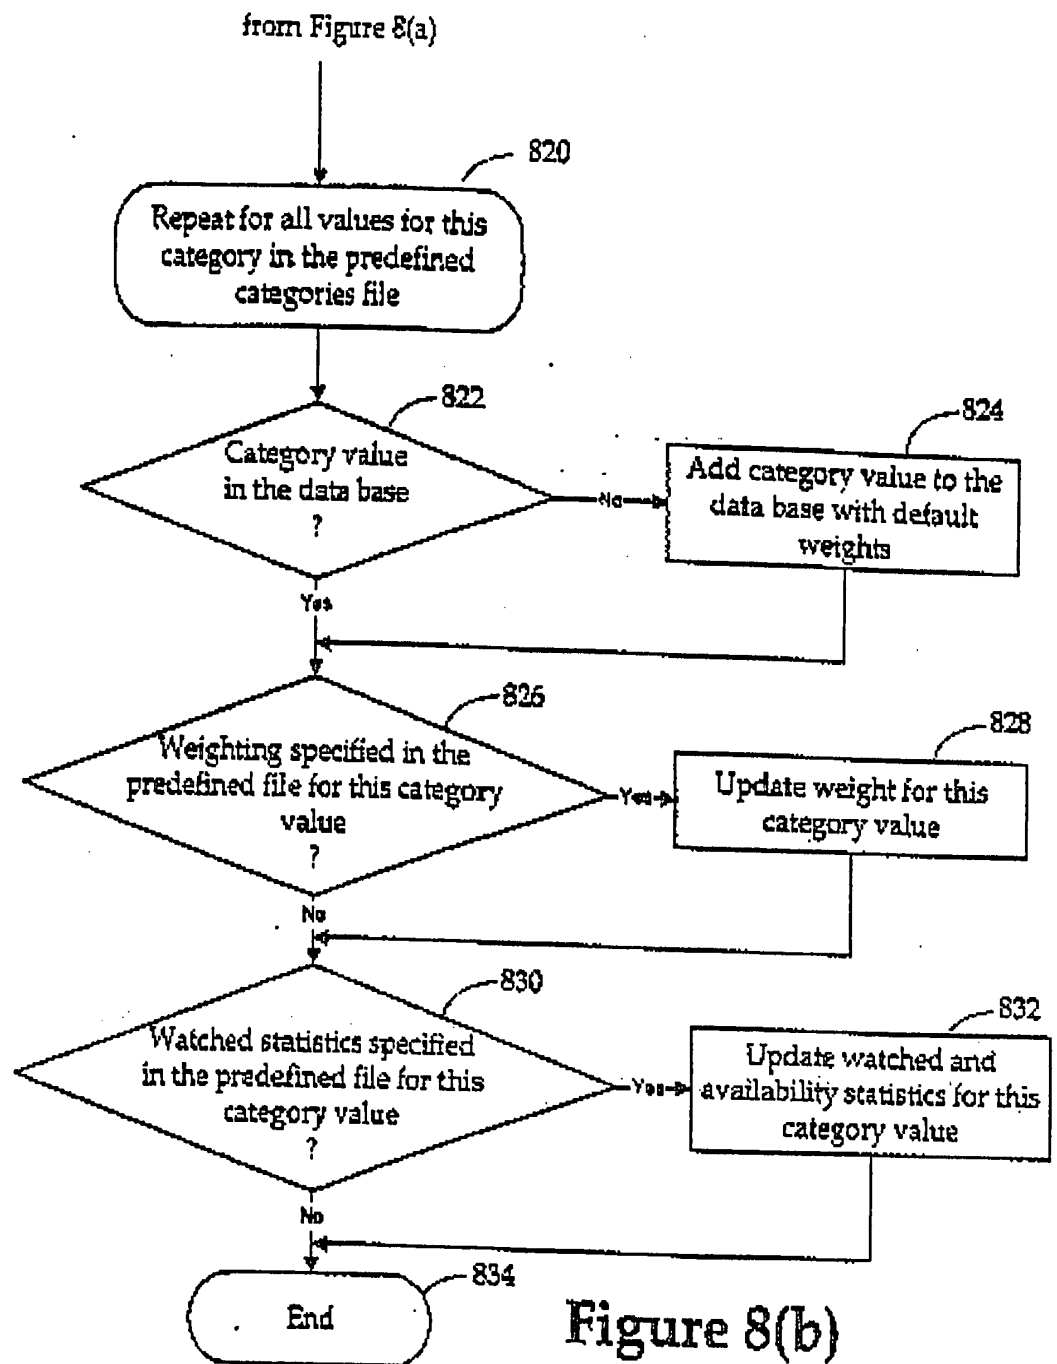 from Figure 8(a)
820
Repeat for all values for this
category in the predefined
categories file
822
Category value
in the data base
?
No
824
Add category value to the
data base with default
weights
Yes
826
Weighting specified in the
predefined file for this category
value
?
Yes
828
Update weight for this
category value
No
830
Watched statistics specified
in the predefined file for this
category value
?
Yes
832
Update watched and
availability statistics for this
category value
No
834
End
Figure 8(b)